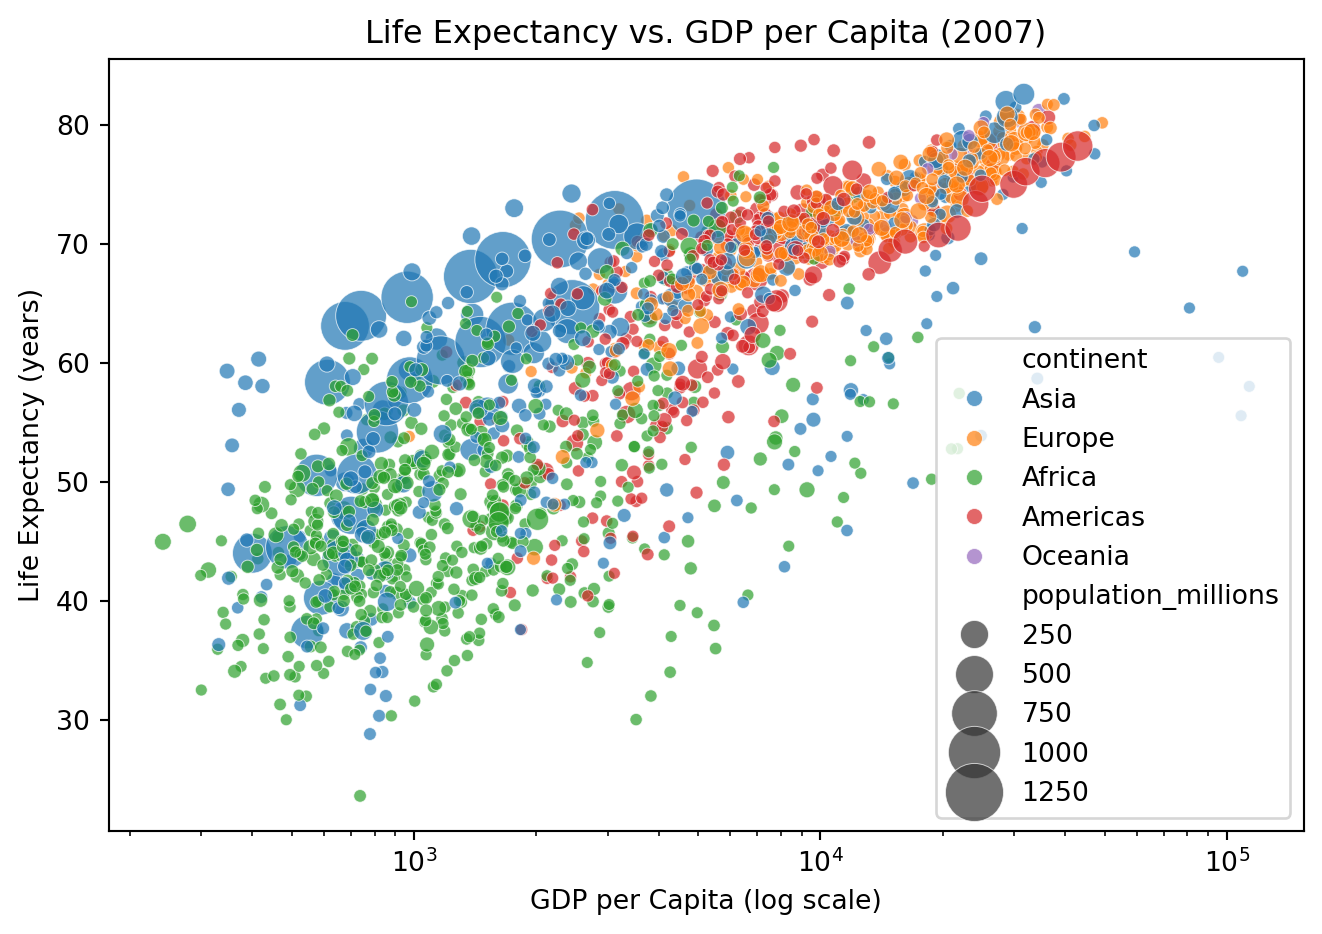 Life Expectancy vs. GDP per Capita (2007)
Life Expectancy (years)
80
70
60
50
40
30
continent
Asia
Europe
Africa
Americas
Oceania
population_millions
250
500
750
1000
1250
10³ 10⁴ 10⁵
GDP per Capita (log scale)